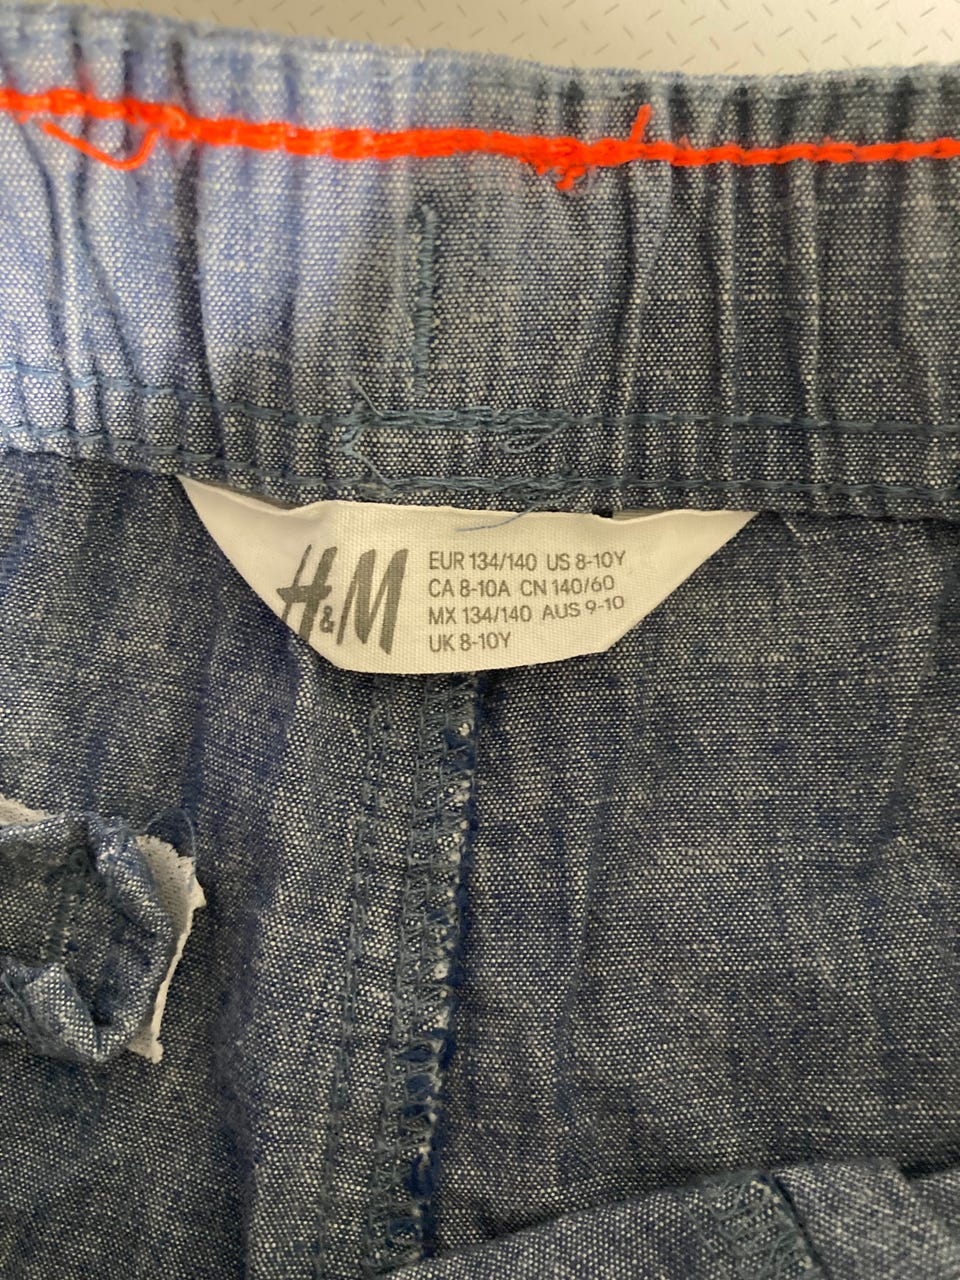 H&M
EUR 134/140 US 8-10Y
CA 8-10A CN 140/60
MX 134/140 AUS 9-10
UK 8-10Y